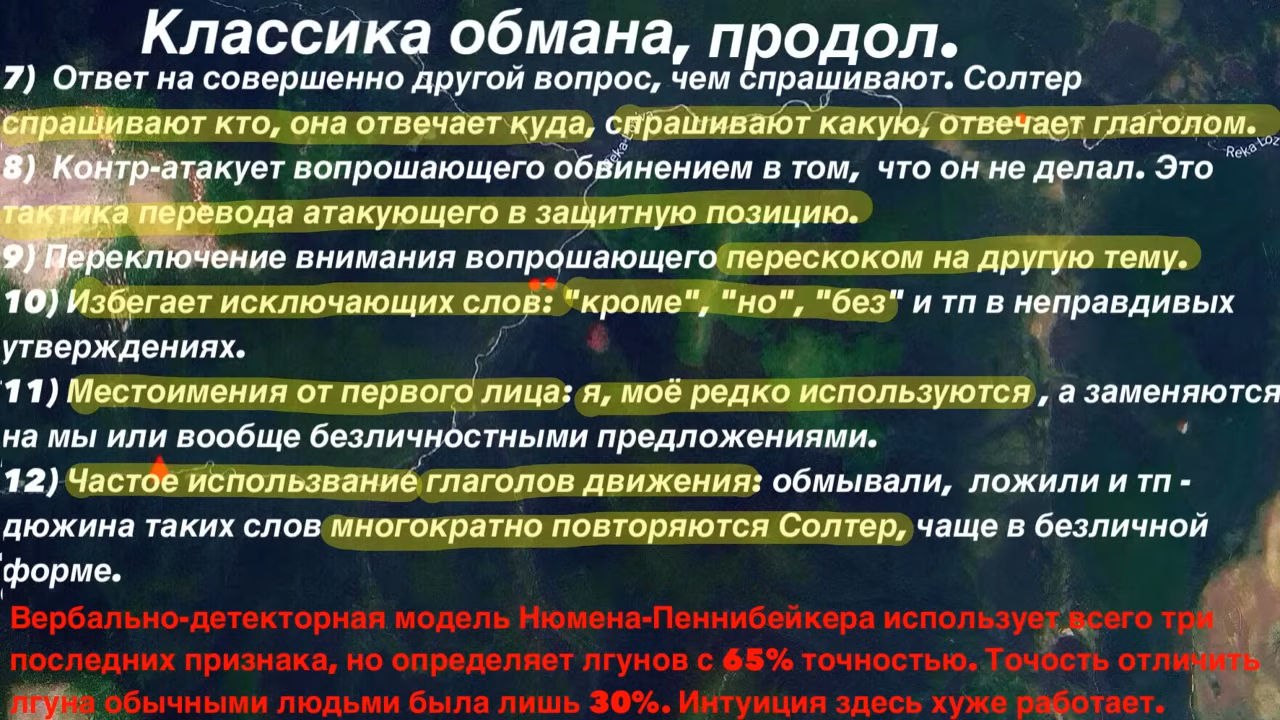 Классика обмана, продол.
7) Ответ на совершенно другой вопрос, чем спрашивают. Солтер
спрашивают кто, она отвечает куда, спрашивают какую, отвечает глаголом.
8) Контр-атакует вопрошающего обвинением в том, что он не делал. Это
тактика перевода атакующего в защитную позицию.
9) Переключение внимания вопрошающего перескоком на другую тему.
10) Избегает исключающих слов: "кроме", "но", "без" и тп в неправдивых
утверждениях.
11) Местоимения от первого лица: я, моё редко используются , а заменяются
на мы или вообще безличностными предложениями.
12) Частое использвание глаголов движения: обмывали, ложили и тп -
дюжина таких слов многократно повторяются Солтер, чаще в безличной
форме.
Вербально-детекторная модель Нюмена-Пеннибейкера использует всего три
последних признака, но определяет лгунов с 65% точностью. Точость отличить
лгуна обычными людьми была лишь 30%. Интуиция здесь хуже работает.